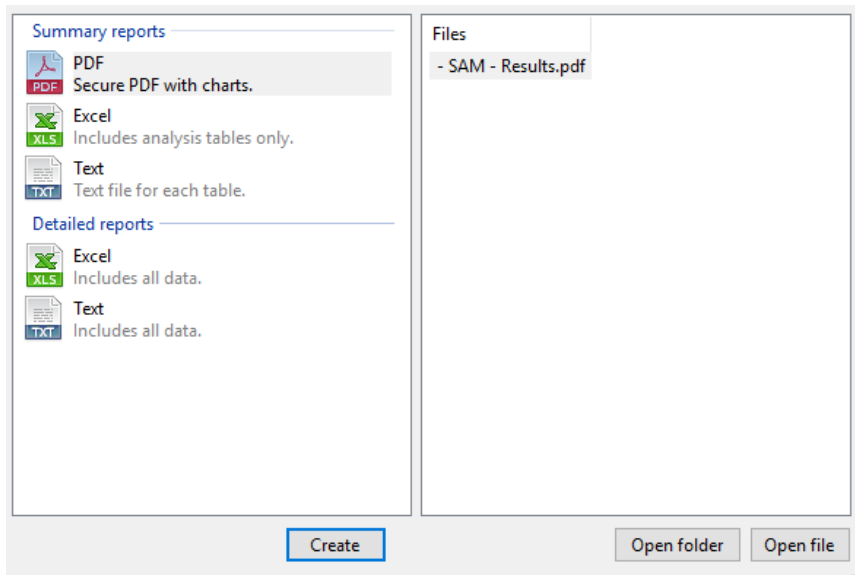 Summary reports
PDF
PDF
Secure PDF with charts.
XLS
Excel
Includes analysis tables only.
TXT
Text
Text file for each table.
Detailed reports
XLS
Excel
Includes all data.
TXT
Text
Includes all data.
Files
- SAM - Results.pdf
Create
Open folder
Open file